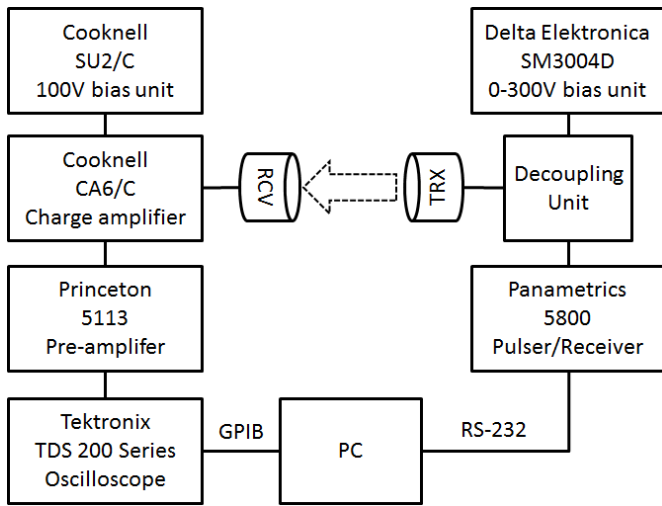 Cooknell
SU2/C
100V bias unit
Delta Elektronica
SM3004D
0-300V bias unit
Cooknell
CA6/C
Charge amplifier
RCV
TRX
Decoupling
Unit
Princeton
5113
Pre-amplifer
Panametrics
5800
Pulser/Receiver
Tektronix
TDS 200 Series
Oscilloscope
GPIB
PC
RS-232